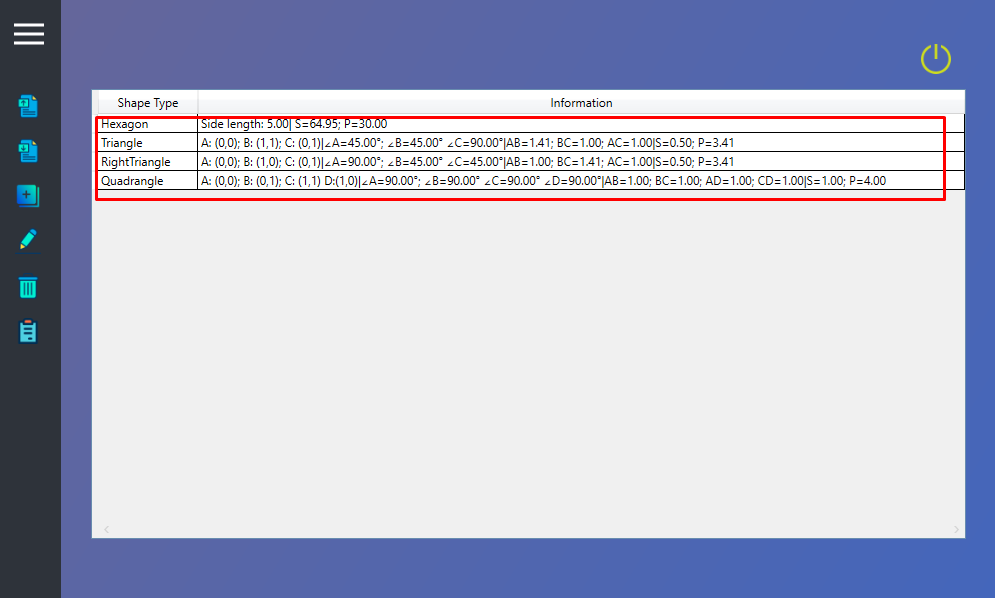 Shape Type Information
Hexagon Side length: 5.00| S=64.95; P=30.00
Triangle A: (0,0); B: (1,1); C: (0,1)|∠A=45.00°; ∠B=45.00° ∠C=90.00°|AB=1.41; BC=1.00; AC=1.00|S=0.50; P=3.41
RightTriangle A: (0,0); B: (1,0); C: (0,1)|∠A=90.00°; ∠B=45.00° ∠C=45.00°|AB=1.00; BC=1.41; AC=1.00|S=0.50; P=3.41
Quadrangle A: (0,0); B: (0,1); C: (1,1) D:(1,0)|∠A=90.00°; ∠B=90.00° ∠C=90.00° ∠D=90.00°|AB=1.00; BC=1.00; AD=1.00; CD=1.00|S=1.00; P=4.00